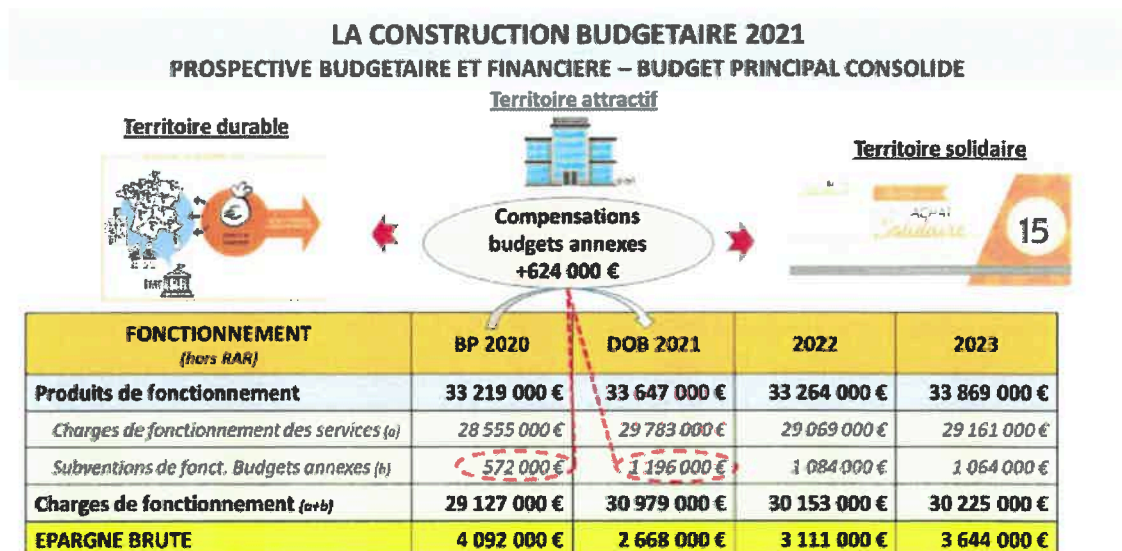 LA CONSTRUCTION BUDGETAIRE 2021
PROSPECTIVE BUDGETAIRE ET FINANCIERE – BUDGET PRINCIPAL CONSOLIDE
Territoire attractif
Territoire durable
Territoire solidaire
Compensations
budgets annexes
+624 000 €
ACHAT
Solidaire
15
FONCTIONNEMENT (hors RAR) BP 2020 DOB 2021 2022 2023
Produits de fonctionnement 33 219 000 € 33 647 000 € 33 264 000 € 33 869 000 €
Charges de fonctionnement des services (a) 28 555 000 € 29 783 000 € 29 069 000 € 29 161 000 €
Subventions de fonct. Budgets annexes (b) 572 000 € 1 196 000 € 1 084 000 € 1 064 000 €
Charges de fonctionnement (a+b) 29 127 000 € 30 979 000 € 30 153 000 € 30 225 000 €
EPARGNE BRUTE 4 092 000 € 2 668 000 € 3 111 000 € 3 644 000 €